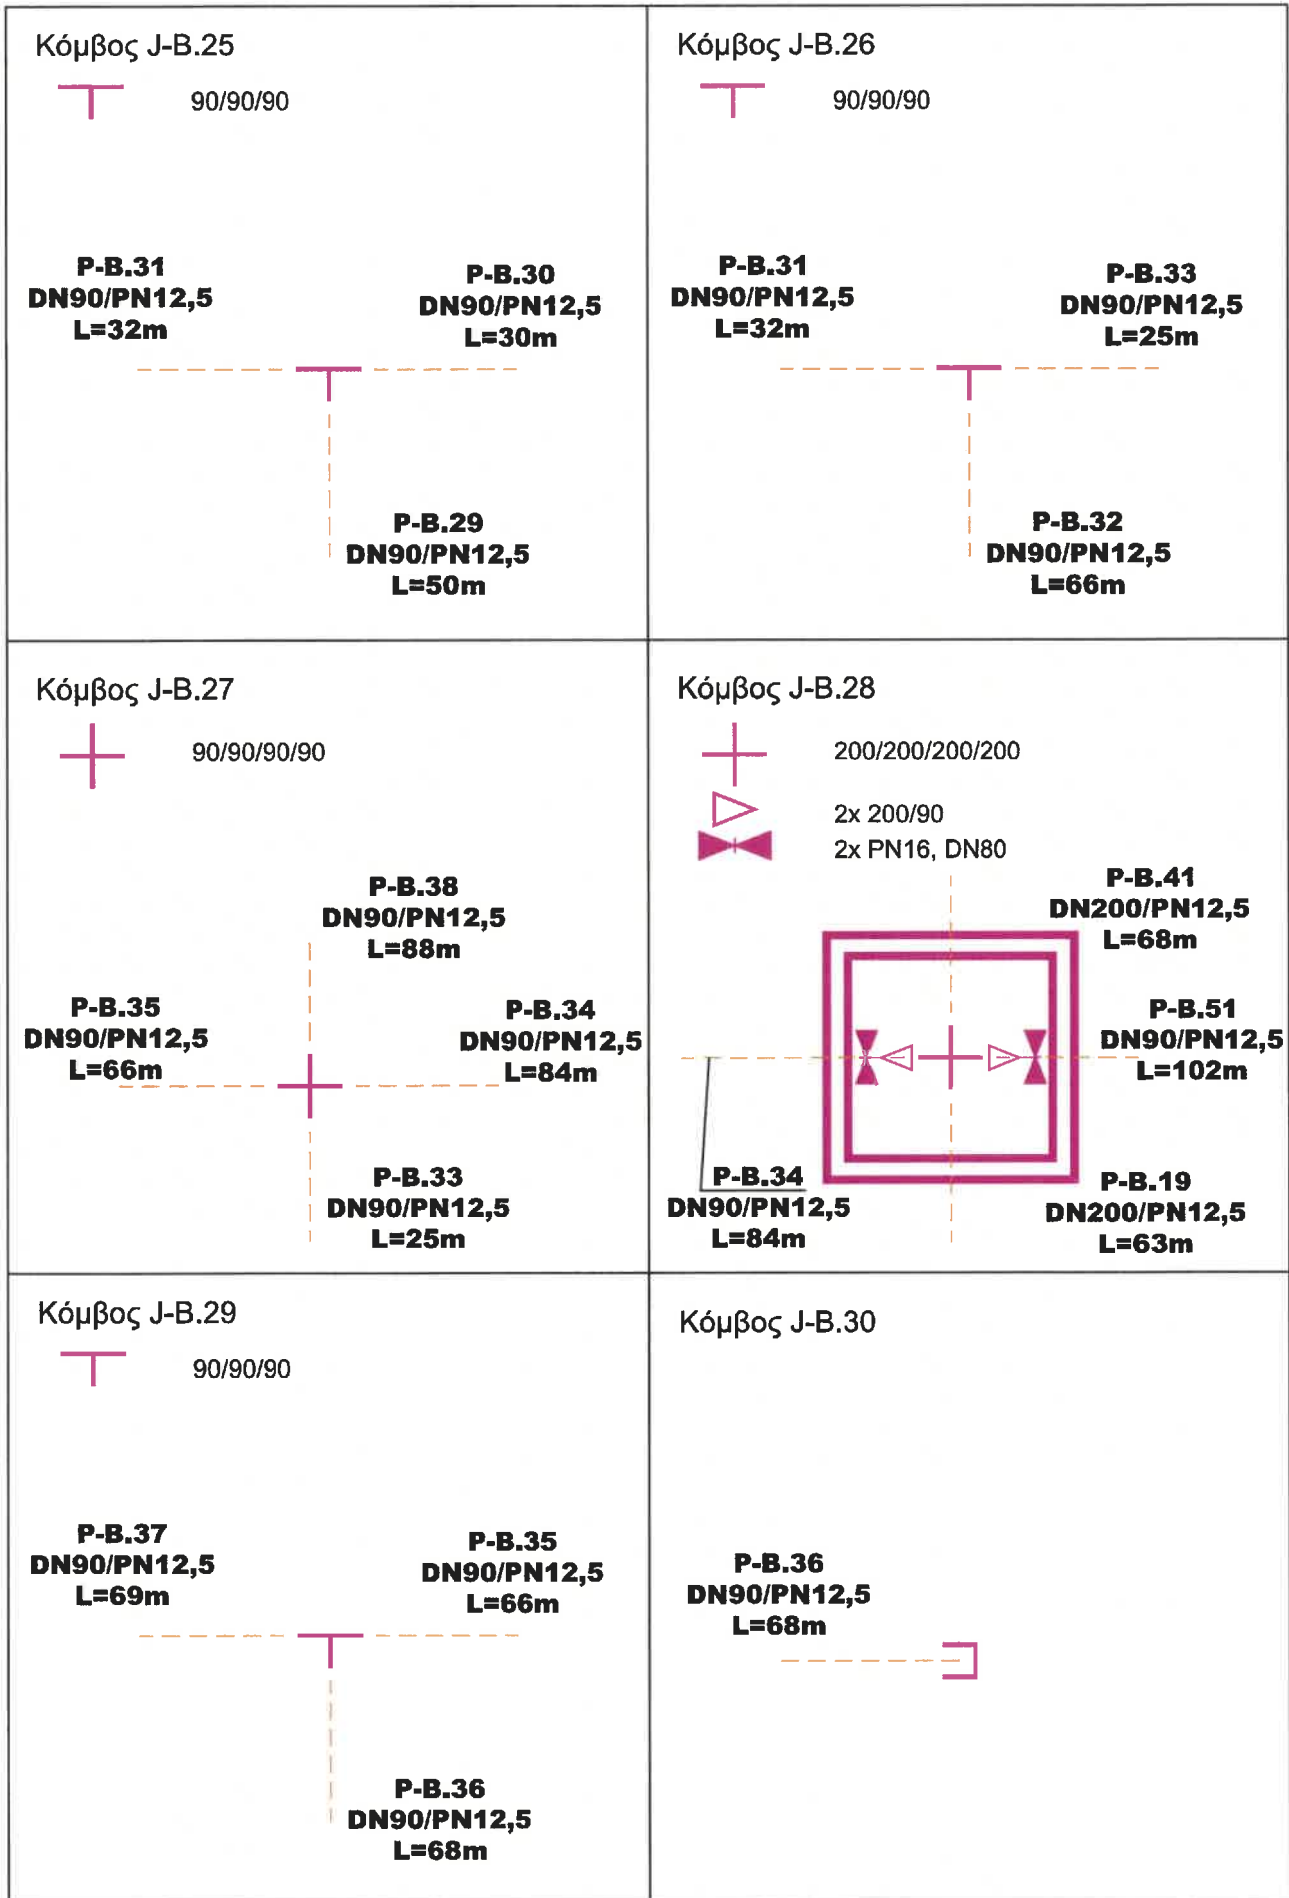 Κόμβος J-B.25
90/90/90
P-B.31
DN90/PN12,5
L=32m
P-B.30
DN90/PN12,5
L=30m
P-B.29
DN90/PN12,5
L=50m
Κόμβος J-B.26
90/90/90
P-B.31
DN90/PN12,5
L=32m
P-B.33
DN90/PN12,5
L=25m
P-B.32
DN90/PN12,5
L=66m
Κόμβος J-B.27
90/90/90/90
P-B.38
DN90/PN12,5
L=88m
P-B.35
DN90/PN12,5
L=66m
P-B.34
DN90/PN12,5
L=84m
P-B.33
DN90/PN12,5
L=25m
Κόμβος J-B.28
200/200/200/200
2x 200/90
2x PN16, DN80
P-B.41
DN200/PN12,5
L=68m
P-B.51
DN90/PN12,5
L=102m
P-B.34
DN90/PN12,5
L=84m
P-B.19
DN200/PN12,5
L=63m
Κόμβος J-B.29
90/90/90
P-B.37
DN90/PN12,5
L=69m
P-B.35
DN90/PN12,5
L=66m
P-B.36
DN90/PN12,5
L=68m
Κόμβος J-B.30
P-B.36
DN90/PN12,5
L=68m